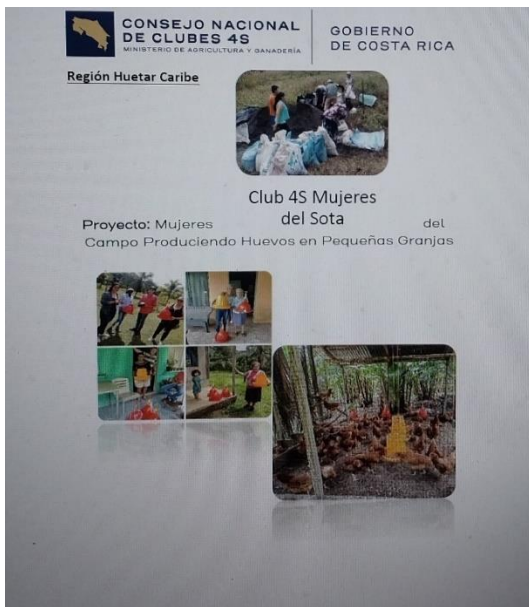 CONSEJO NACIONAL
DE CLUBES 4S
MINISTERIO DE AGRICULTURA Y GANADERÍA
GOBIERNO
DE COSTA RICA
Región Huetar Caribe
Club 4S Mujeres
del Sota
Proyecto: Mujeres del
Campo Produciendo Huevos en Pequeñas Granjas